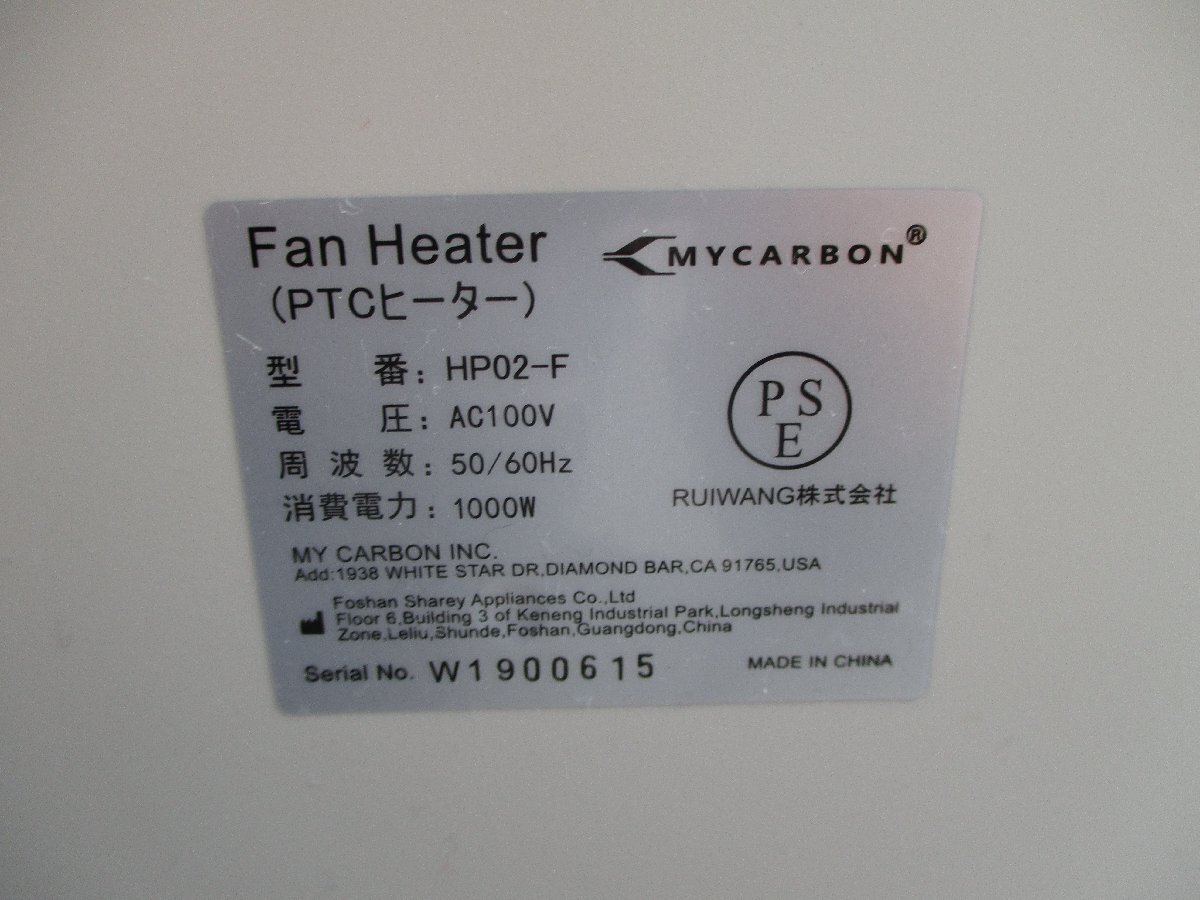 Fan Heater
MYCARBON®
(PTCヒーター)
型番：HP02-F
電圧：AC100V
周波数：50/60Hz
消費電力：1000W
PSE
RUIWANG株式会社
MY CARBON INC.
Add:1938 WHITE STAR DR,DIAMOND BAR,CA 91765,USA
Foshan Sharey Appliances Co.,Ltd
Floor 6,Building 3 of Keneng Industrial Park,Longsheng Industrial
Zone,Leliu,Shunde,Foshan,Guangdong,China
Serial No. W1900615
MADE IN CHINA